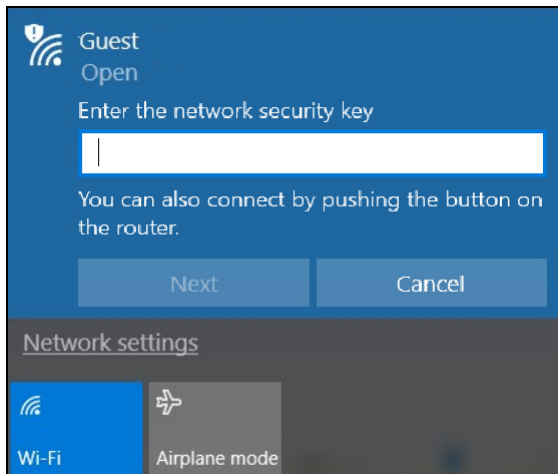 Guest
Open
Enter the network security key
You can also connect by pushing the button on
the router.
Next
Cancel
Network settings
Wi-Fi
Airplane mode